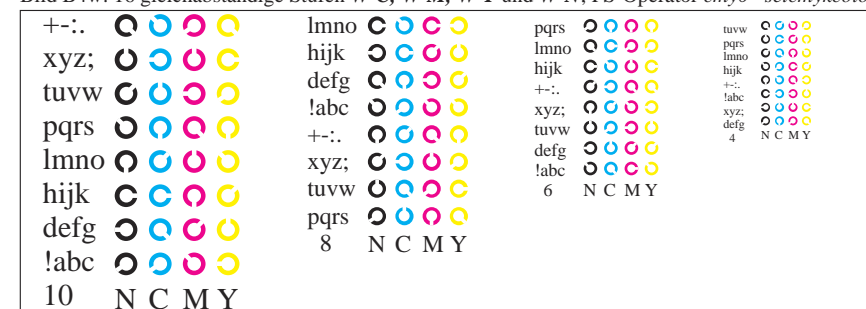 +-:.
xyz;
tuvw
pqrs
lmno
hijk
defg
!abc
10 N C M Y
lmno
hijk
defg
!abc
+-:.
xyz;
tuvw
pqrs
8 N C M Y
pqrs
lmno
hijk
+-:.
xyz;
tuvw
defg
!abc
6 N C M Y
tuvw
pqrs
lmno
hijk
+-:.
!abc
xyz;
defg
4 N C M Y